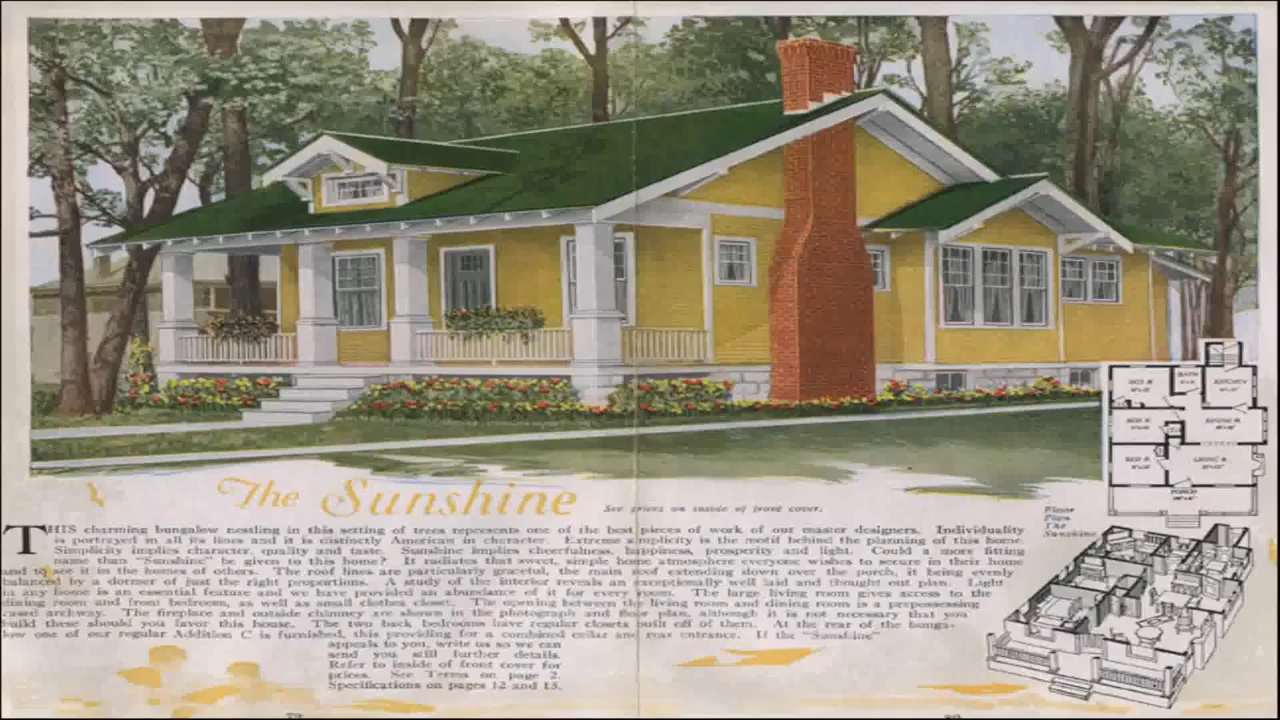 The Sunshine
See prices on inside of front cover.
THIS charming bungalow nestling in this setting of trees represents one of the best pieces of work of our master designers. Individuality
is portrayed in all its lines and it is distinctly American in character. Extreme simplicity is the motif behind the planning of this home.
Simplicity implies character, quality and taste. Sunshine implies cheerfulness, happiness, prosperity and light. Could a more fitting
name than "Sunshine" be given to this home? It radiates that sweet, simple home atmosphere everyone wishes to secure in their home
and to see it in the homes of others. The roof lines are particularly graceful, the main roof extending down over the porch, it being evenly
balanced by a dormer of just the right proportions. A study of the interior reveals an exceptionally well laid and thought out plan. Light
in any home is an essential feature and we have provided an abundance of it for every room. The large living room gives access to the
dining room and front bedroom, as well as small clothes closet. The opening between the living room and dining room is a prepossessing
archway. The fireplace and outside chimney are shown in the photograph and floor plan, although it is not necessary that you
build these should you favor this house. The two back bedrooms have regular closets built off of them. At the rear of the bunga-
low one of our regular Addition C is furnished, this providing for a combined cellar and rear entrance. If the "Sunshine"
appeals to you, write us so we can
send you still further details.
Refer to inside of front cover for
prices. See Terms on page 2.
Specifications on pages 12 and 13.
Floor
Plan
The
Sunshine
BATH
KITCHEN
BED R.
BED R.
DINING R.
BED R.
LIVING R.
PORCH